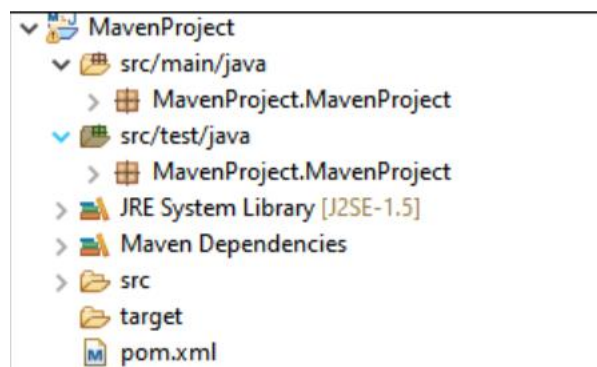 MavenProject
src/main/java
MavenProject.MavenProject
src/test/java
MavenProject.MavenProject
JRE System Library [J2SE-1.5]
Maven Dependencies
src
target
pom.xml